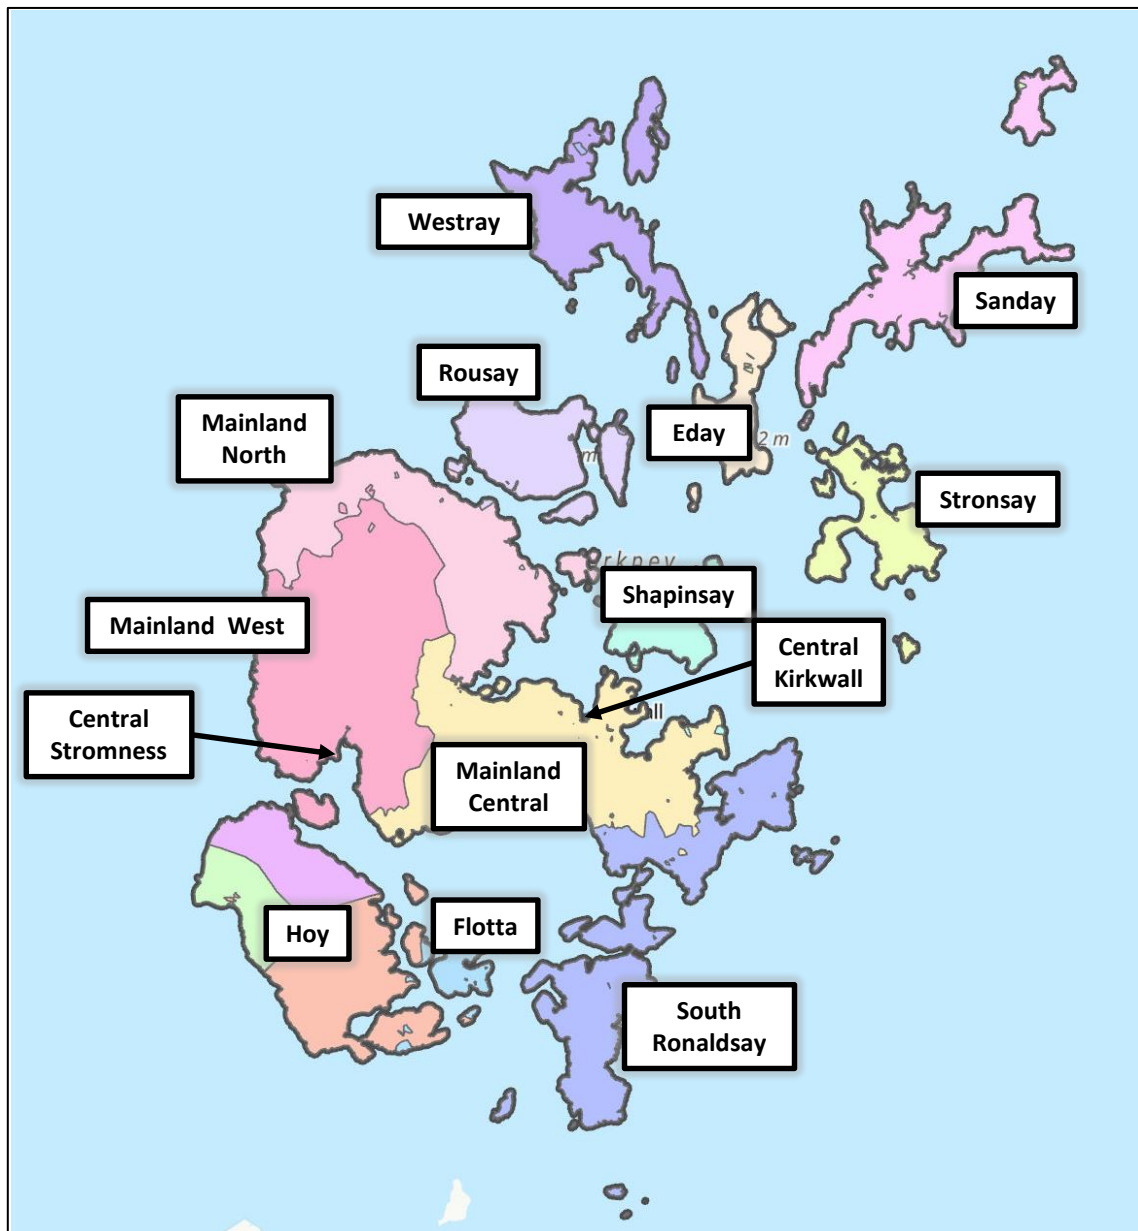 Westray
Sanday
Rousay
Mainland
North
Eday
2 m
m
Stronsay
Shapinsay
Mainland West
Central
Kirkwall
Central
Stromness
Mainland
Central
Hoy
Flotta
South
Ronaldsay